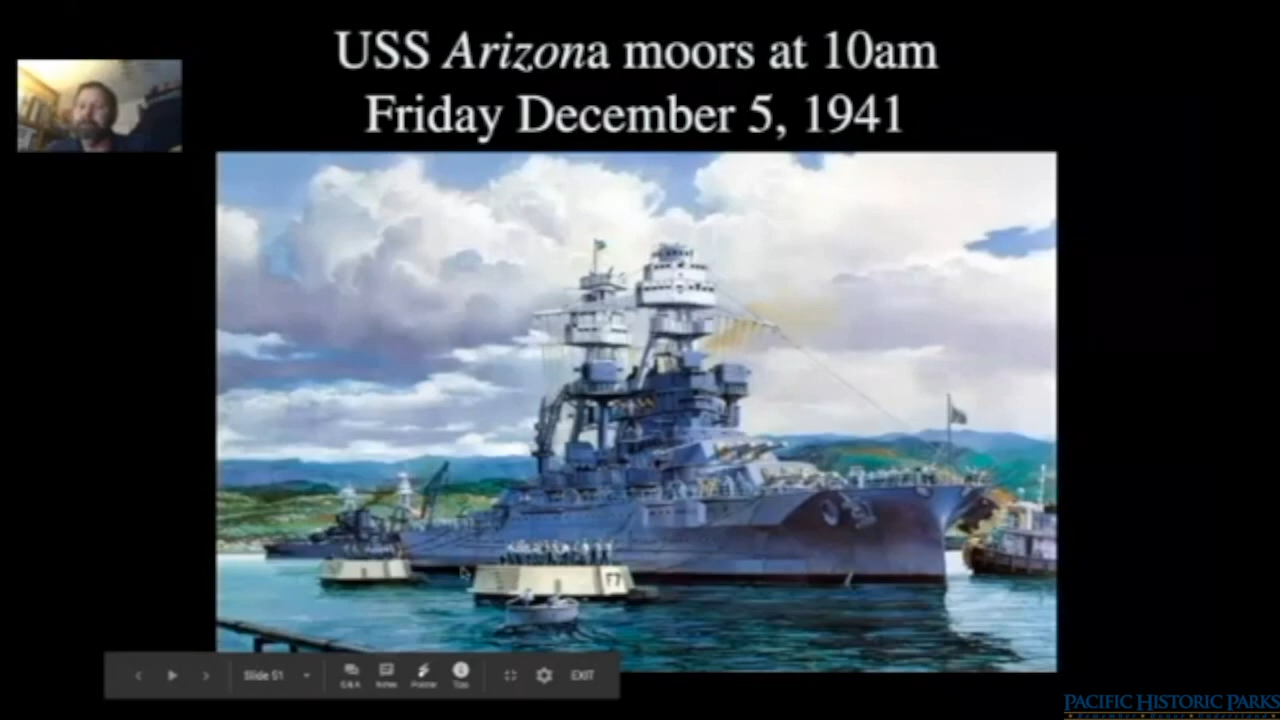 USS Arizona moors at 10am
Friday December 5, 1941
F7
Slide 51
Q&A Notes Pointer Tips
EXIT
PACIFIC HISTORIC PARKS